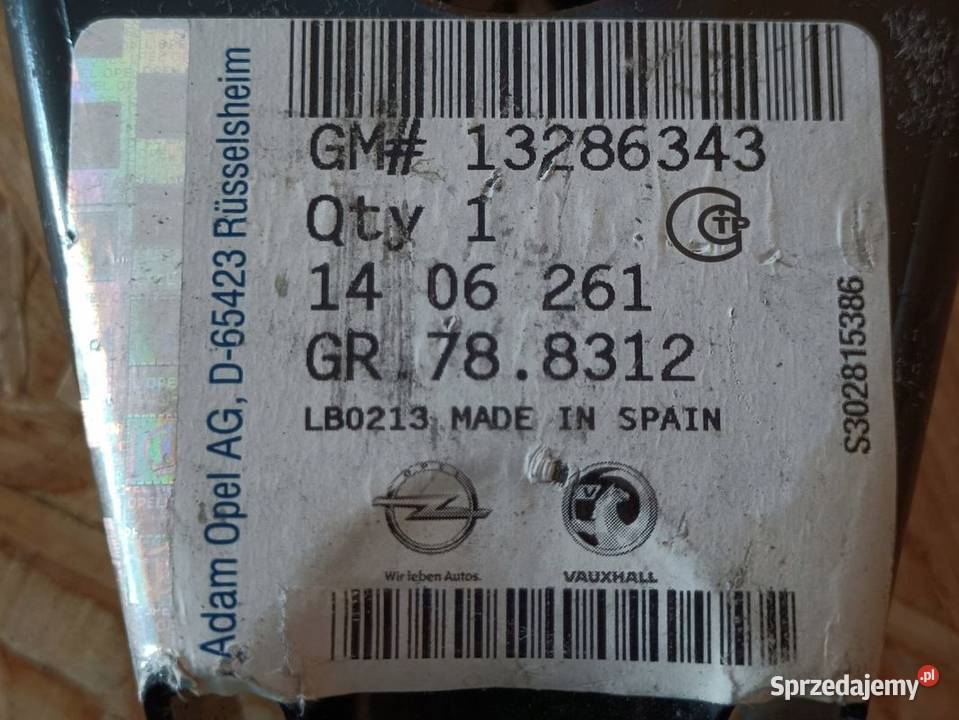 Adam Opel AG, D-65423 Rüsselsheim
GM# 13286343
Qty 1
14 06 261
GR 78.8312
LB0213 MADE IN SPAIN
S302815386
OPEL
Wir leben Autos.
VAUXHALL
Sprzedajemy.pl